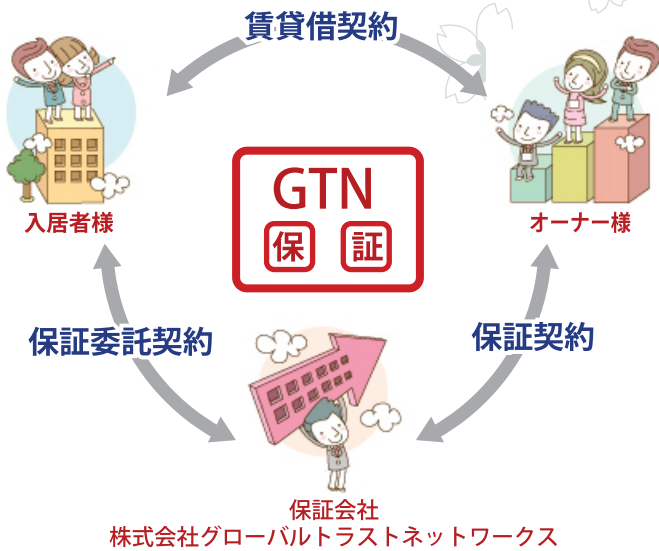 賃貸借契約
入居者様
オーナー様
GTN
保 証
保証委託契約
保証契約
保証会社
株式会社グローバルトラストネットワークス